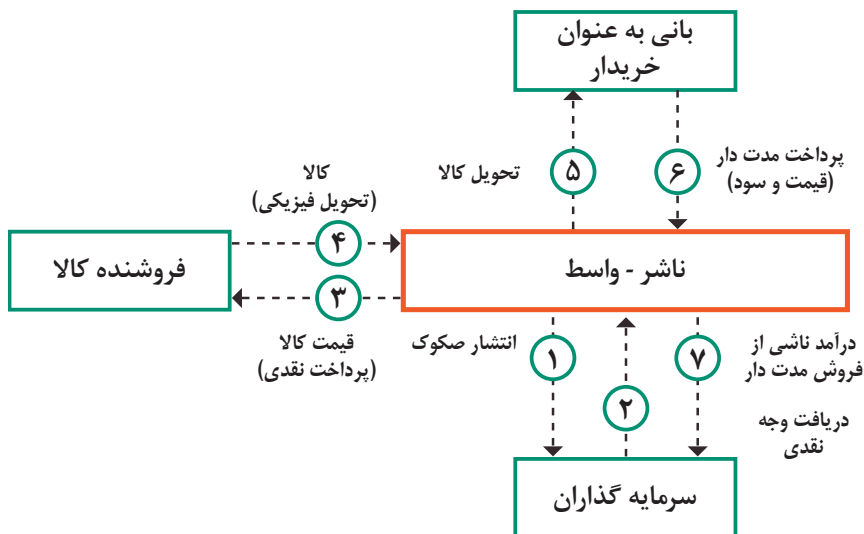 بانی به عنوان
خریدار
تحویل کالا
۵
۶
پرداخت مدت دار
(قیمت و سود)
کالا
(تحویل فیزیکی)
۴
فروشنده کالا
ناشر - واسط
۳
قیمت کالا
(پرداخت نقدی)
انتشار صکوک
۱
۲
۷
درآمد ناشی از
فروش مدت دار
دریافت وجه
نقدی
سرمایه گذاران